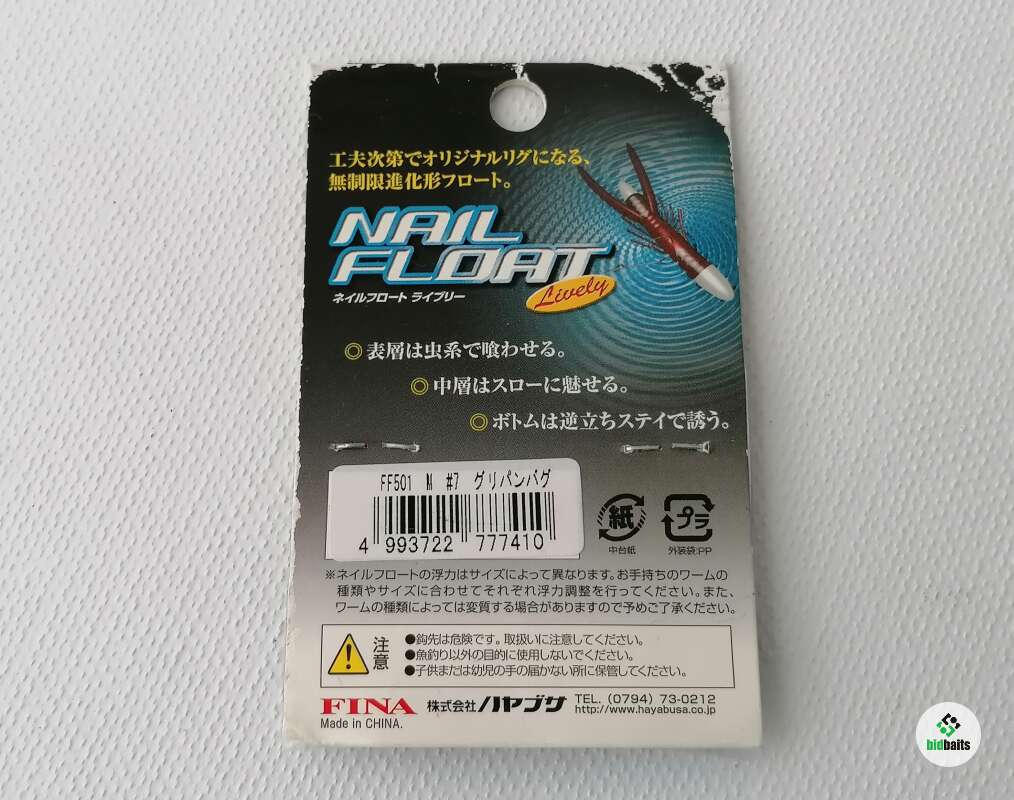 工夫次第でオリジナルリグになる、
無制限進化形フロート。
NAIL
FLOAT
Lively
ネイルフロート ライブリー
◎表層は虫系で喰わせる。
◎中層はスローに魅せる。
◎ボトムは逆立ちステイで誘う。
FF501 M #7 グリパンバグ
4 993722 777410
紙
中台紙
プラ
外装袋:PP
※ネイルフロートの浮力はサイズによって異なります。お手持ちのワームの
種類やサイズに合わせてそれぞれ浮力調整を行ってください。また、
ワームの種類によっては変質する場合がありますので予めご了承ください。
注意
●鈎先は危険です。取扱いに注意してください。
●魚釣り以外の目的に使用しないでください。
●子供または幼児の手の届かない所に保管してください。
FINA 株式会社ハヤブサ TEL. (0794) 73-0212
http://www.hayabusa.co.jp
Made in CHINA.
bidbaits